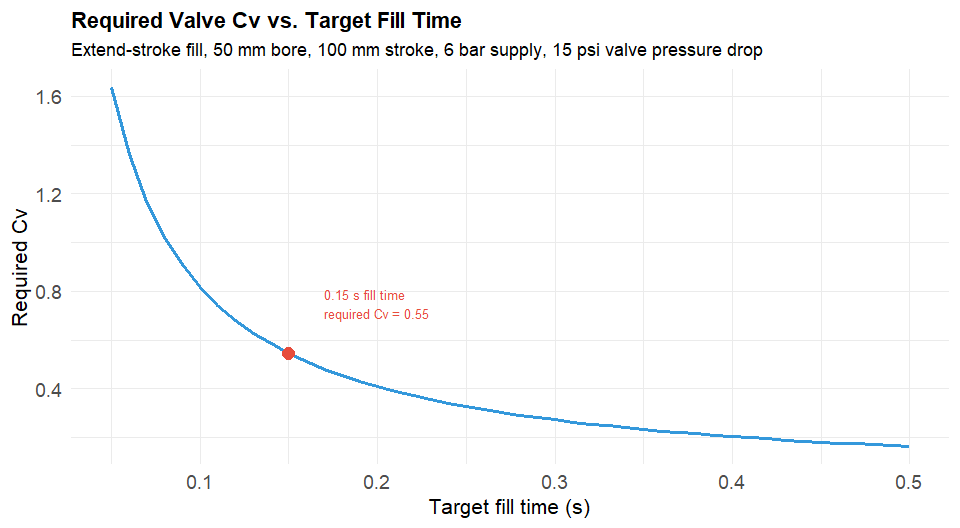 Required Valve Cv vs. Target Fill Time
Extend-stroke fill, 50 mm bore, 100 mm stroke, 6 bar supply, 15 psi valve pressure drop
Required Cv
1.6
1.2
0.8
0.4
0.15 s fill time
required Cv = 0.55
0.1
0.2
0.3
0.4
0.5
Target fill time (s)